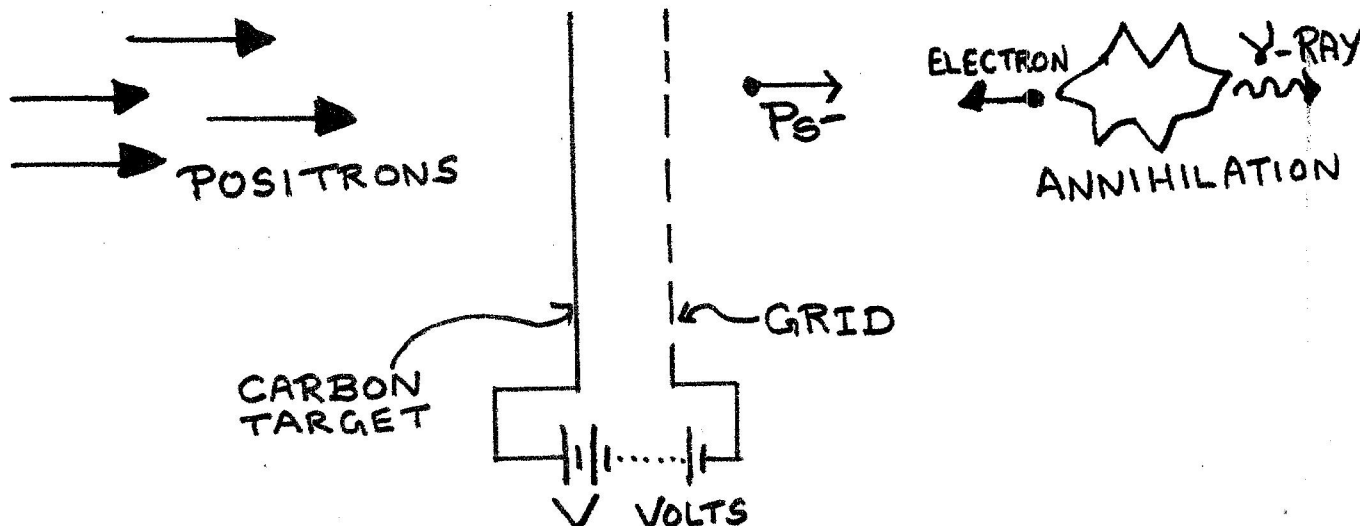 ELECTRON
γ-RAY
Ps-
POSITRONS
ANNIHILATION
GRID
CARBON
TARGET
V VOLTS